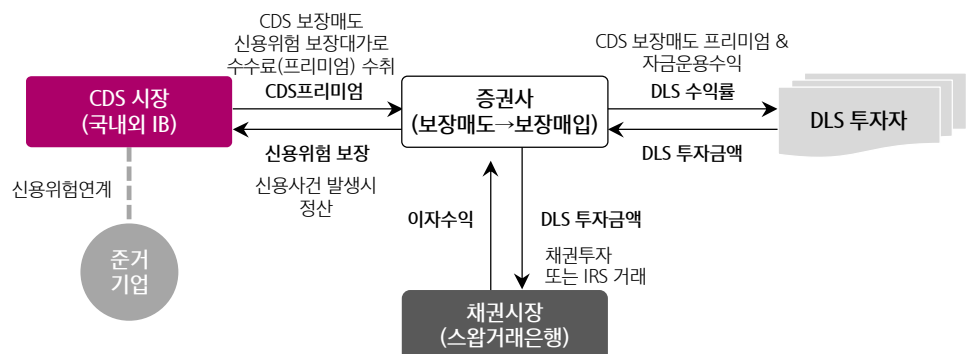 CDS 보장매도
신용위험 보장대가로
수수료(프리미엄) 수취
CDS프리미엄
CDS 보장매도 프리미엄 &
자금운용수익
DLS 수익률
CDS 시장
(국내외 IB)
증권사
(보장매도→보장매입)
DLS 투자자
신용위험 보장
신용사건 발생시
정산
DLS 투자금액
신용위험연계
이자수익
DLS 투자금액
채권투자
또는 IRS 거래
준거
기업
채권시장
(스왑거래은행)